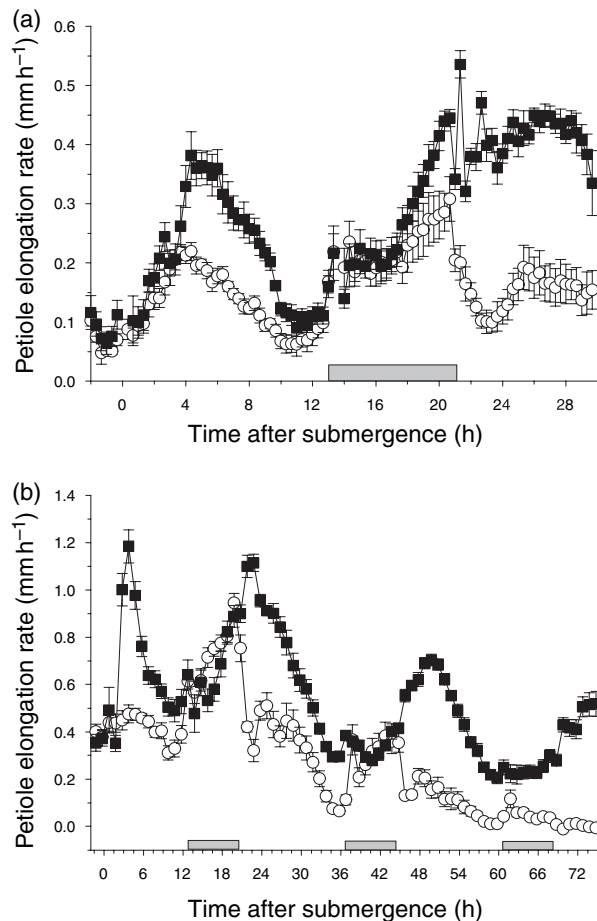 (a)
Petiole elongation rate (mm h⁻¹)
0.6
0.5
0.4
0.3
0.2
0.1
0.0
0 4 8 12 16 20 24 28
Time after submergence (h)
(b)
Petiole elongation rate (mm h⁻¹)
1.4
1.2
1.0
0.8
0.6
0.4
0.2
0.0
0 6 12 18 24 30 36 42 48 54 60 66 72
Time after submergence (h)